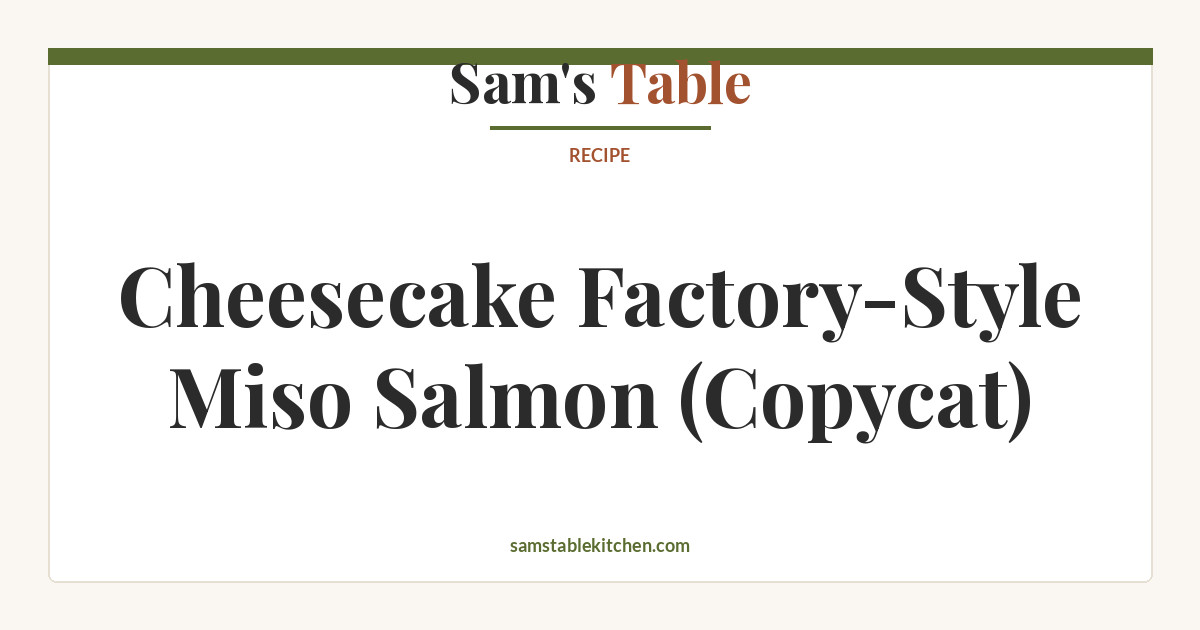 Sam's Table
RECIPE
Cheesecake Factory-Style
Miso Salmon (Copycat)
samstablekitchen.com